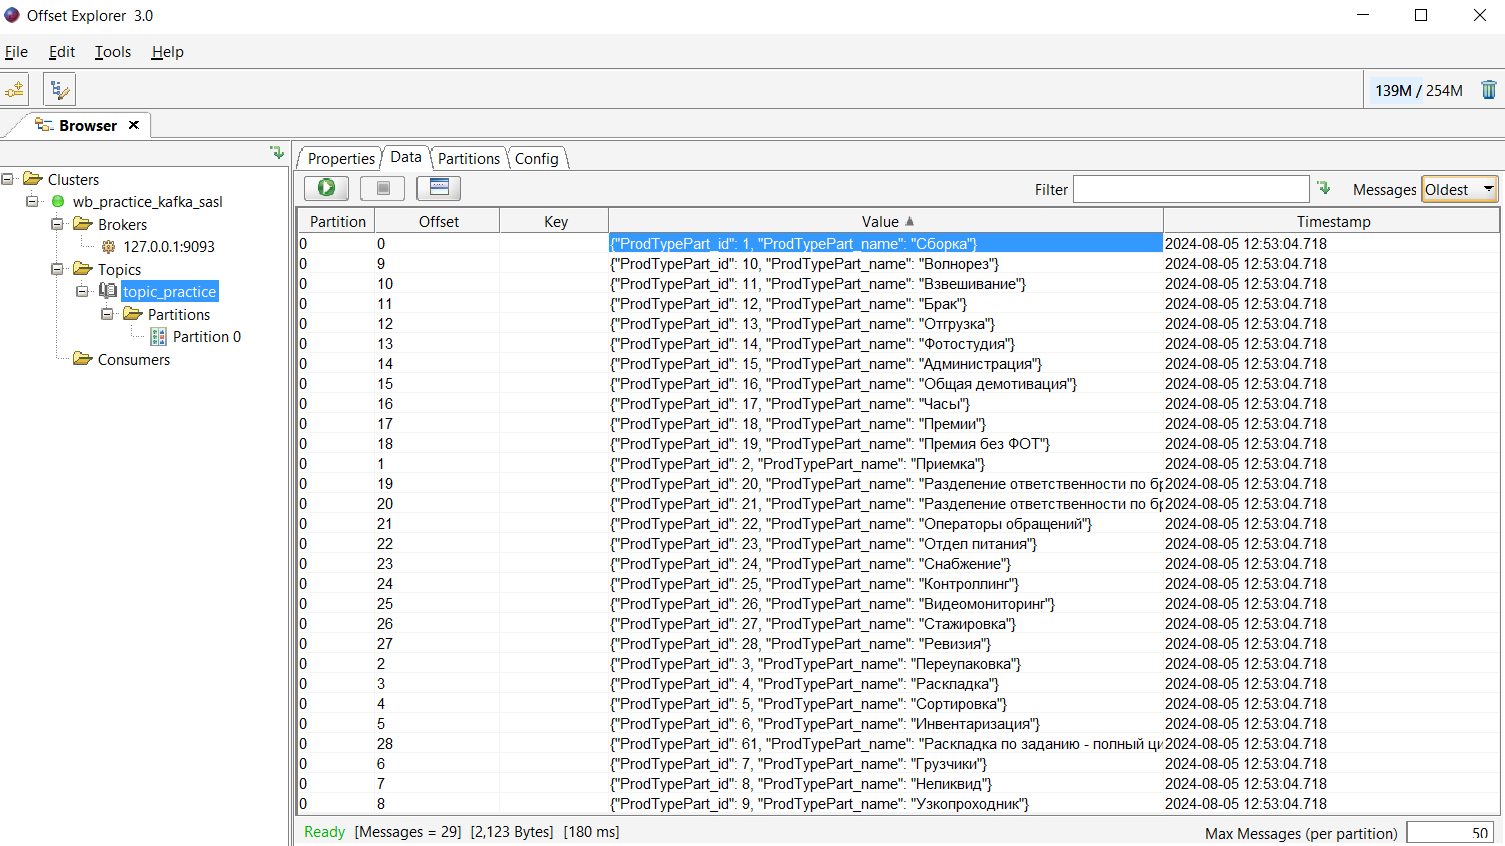 Offset Explorer 3.0
File Edit Tools Help
139M / 254M
Browser
Clusters
wb_practice_kafka_sasl
Brokers
127.0.0.1:9093
Topics
topic_practice
Partitions
Partition 0
Consumers
Properties Data Partitions Config
Filter Messages Oldest
Partition Offset Key Value Timestamp
0 0 {"ProdTypePart_id": 1, "ProdTypePart_name": "Сборка"} 2024-08-05 12:53:04.718
0 9 {"ProdTypePart_id": 10, "ProdTypePart_name": "Волнорез"} 2024-08-05 12:53:04.718
0 10 {"ProdTypePart_id": 11, "ProdTypePart_name": "Взвешивание"} 2024-08-05 12:53:04.718
0 11 {"ProdTypePart_id": 12, "ProdTypePart_name": "Брак"} 2024-08-05 12:53:04.718
0 12 {"ProdTypePart_id": 13, "ProdTypePart_name": "Отгрузка"} 2024-08-05 12:53:04.718
0 13 {"ProdTypePart_id": 14, "ProdTypePart_name": "Фотостудия"} 2024-08-05 12:53:04.718
0 14 {"ProdTypePart_id": 15, "ProdTypePart_name": "Администрация"} 2024-08-05 12:53:04.718
0 15 {"ProdTypePart_id": 16, "ProdTypePart_name": "Общая демотивация"} 2024-08-05 12:53:04.718
0 16 {"ProdTypePart_id": 17, "ProdTypePart_name": "Часы"} 2024-08-05 12:53:04.718
0 17 {"ProdTypePart_id": 18, "ProdTypePart_name": "Премии"} 2024-08-05 12:53:04.718
0 18 {"ProdTypePart_id": 19, "ProdTypePart_name": "Премия без ФОТ"} 2024-08-05 12:53:04.718
0 1 {"ProdTypePart_id": 2, "ProdTypePart_name": "Приемка"} 2024-08-05 12:53:04.718
0 19 {"ProdTypePart_id": 20, "ProdTypePart_name": "Разделение ответственности по бр 2024-08-05 12:53:04.718
0 20 {"ProdTypePart_id": 21, "ProdTypePart_name": "Разделение ответственности по бр 2024-08-05 12:53:04.718
0 21 {"ProdTypePart_id": 22, "ProdTypePart_name": "Операторы обращений"} 2024-08-05 12:53:04.718
0 22 {"ProdTypePart_id": 23, "ProdTypePart_name": "Отдел питания"} 2024-08-05 12:53:04.718
0 23 {"ProdTypePart_id": 24, "ProdTypePart_name": "Снабжение"} 2024-08-05 12:53:04.718
0 24 {"ProdTypePart_id": 25, "ProdTypePart_name": "Контроллинг"} 2024-08-05 12:53:04.718
0 25 {"ProdTypePart_id": 26, "ProdTypePart_name": "Видеомониторинг"} 2024-08-05 12:53:04.718
0 26 {"ProdTypePart_id": 27, "ProdTypePart_name": "Стажировка"} 2024-08-05 12:53:04.718
0 27 {"ProdTypePart_id": 28, "ProdTypePart_name": "Ревизия"} 2024-08-05 12:53:04.718
0 2 {"ProdTypePart_id": 3, "ProdTypePart_name": "Переупаковка"} 2024-08-05 12:53:04.718
0 3 {"ProdTypePart_id": 4, "ProdTypePart_name": "Раскладка"} 2024-08-05 12:53:04.718
0 4 {"ProdTypePart_id": 5, "ProdTypePart_name": "Сортировка"} 2024-08-05 12:53:04.718
0 5 {"ProdTypePart_id": 6, "ProdTypePart_name": "Инвентаризация"} 2024-08-05 12:53:04.718
0 28 {"ProdTypePart_id": 61, "ProdTypePart_name": "Раскладка по заданию - полный ци 2024-08-05 12:53:04.718
0 6 {"ProdTypePart_id": 7, "ProdTypePart_name": "Грузчики"} 2024-08-05 12:53:04.718
0 7 {"ProdTypePart_id": 8, "ProdTypePart_name": "Неликвид"} 2024-08-05 12:53:04.718
0 8 {"ProdTypePart_id": 9, "ProdTypePart_name": "Узкопроходник"} 2024-08-05 12:53:04.718
Ready [Messages = 29] [2,123 Bytes] [180 ms]
Max Messages (per partition) 50